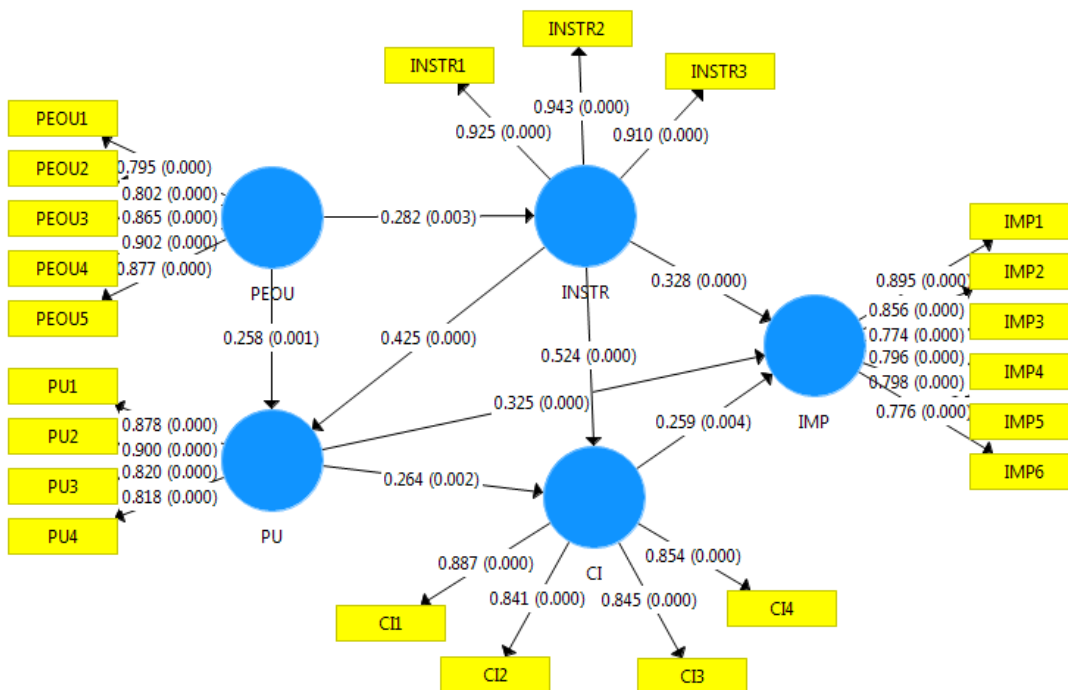 INSTR2
INSTR1
INSTR3
0.943 (0.000)
0.925 (0.000)
0.910 (0.000)
PEOU1
PEOU2
PEOU3
PEOU4
PEOU5
0.795 (0.000)
0.802 (0.000)
0.865 (0.000)
0.902 (0.000)
0.877 (0.000)
PEOU
0.282 (0.003)
INSTR
0.258 (0.001)
0.425 (0.000)
0.524 (0.000)
0.328 (0.000)
IMP
IMP1
IMP2
IMP3
IMP4
IMP5
IMP6
0.895 (0.000)
0.856 (0.000)
0.774 (0.000)
0.796 (0.000)
0.798 (0.000)
0.776 (0.000)
PU1
PU2
PU3
PU4
0.878 (0.000)
0.900 (0.000)
0.820 (0.000)
0.818 (0.000)
PU
0.325 (0.000)
0.259 (0.004)
0.264 (0.002)
CI
0.887 (0.000)
0.841 (0.000)
0.845 (0.000)
0.854 (0.000)
CI1
CI2
CI3
CI4